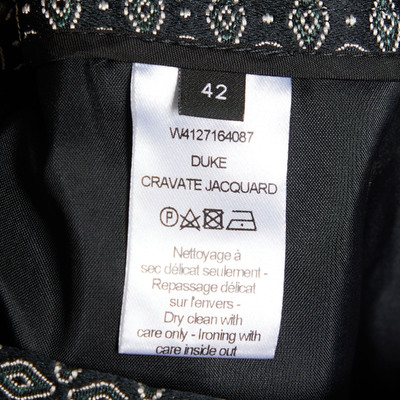 42
W4127164087
DUKE
CRAVATE JACQUARD
P
Nettoyage à
sec délicat seulement -
Repassage délicat
sur l'envers -
Dry clean with
care only - Ironing with
care inside out